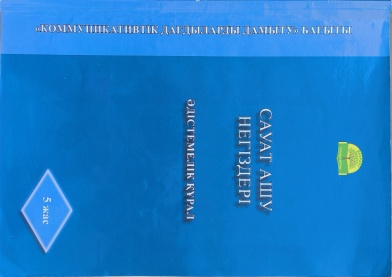 «КОММУНИКАТИВТІК ДАҒДЫЛАРДЫ ДАМЫТУ» БАҒЫТЫ
САУАТ АШУ
НЕГІЗДЕРІ
ӘДІСТЕМЕЛІК ҚҰРАЛ
5 жас